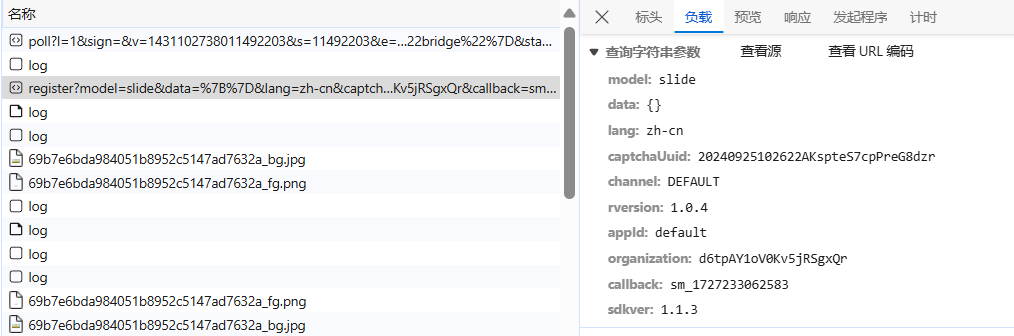 名称
poll?l=1&sign=&v=1431102738011492203&s=11492203&e=...22bridge%22%7D&sta...
log
register?model=slide&data=%7B%7D&lang=zh-cn&captch...Kv5jRSgxQr&callback=sm...
log
log
69b7e6bda984051b8952c5147ad7632a_bg.jpg
69b7e6bda984051b8952c5147ad7632a_fg.png
log
log
log
log
69b7e6bda984051b8952c5147ad7632a_fg.png
69b7e6bda984051b8952c5147ad7632a_bg.jpg
标头 负载 预览 响应 发起程序 计时
查询字符串参数 查看源 查看 URL 编码
model: slide
data: {}
lang: zh-cn
captchaUuid: 20240925102622AKspteS7cpPreG8dzr
channel: DEFAULT
rversion: 1.0.4
appId: default
organization: d6tpAY1oV0Kv5jRSgxQr
callback: sm_1727233062583
sdkver: 1.1.3